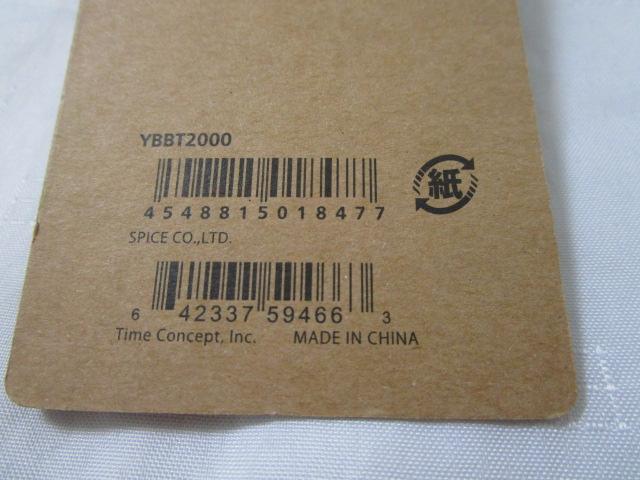 YBBT2000
4548815018477
紙
SPICE CO.,LTD.
6 42337 59466 3
Time Concept, Inc. MADE IN CHINA